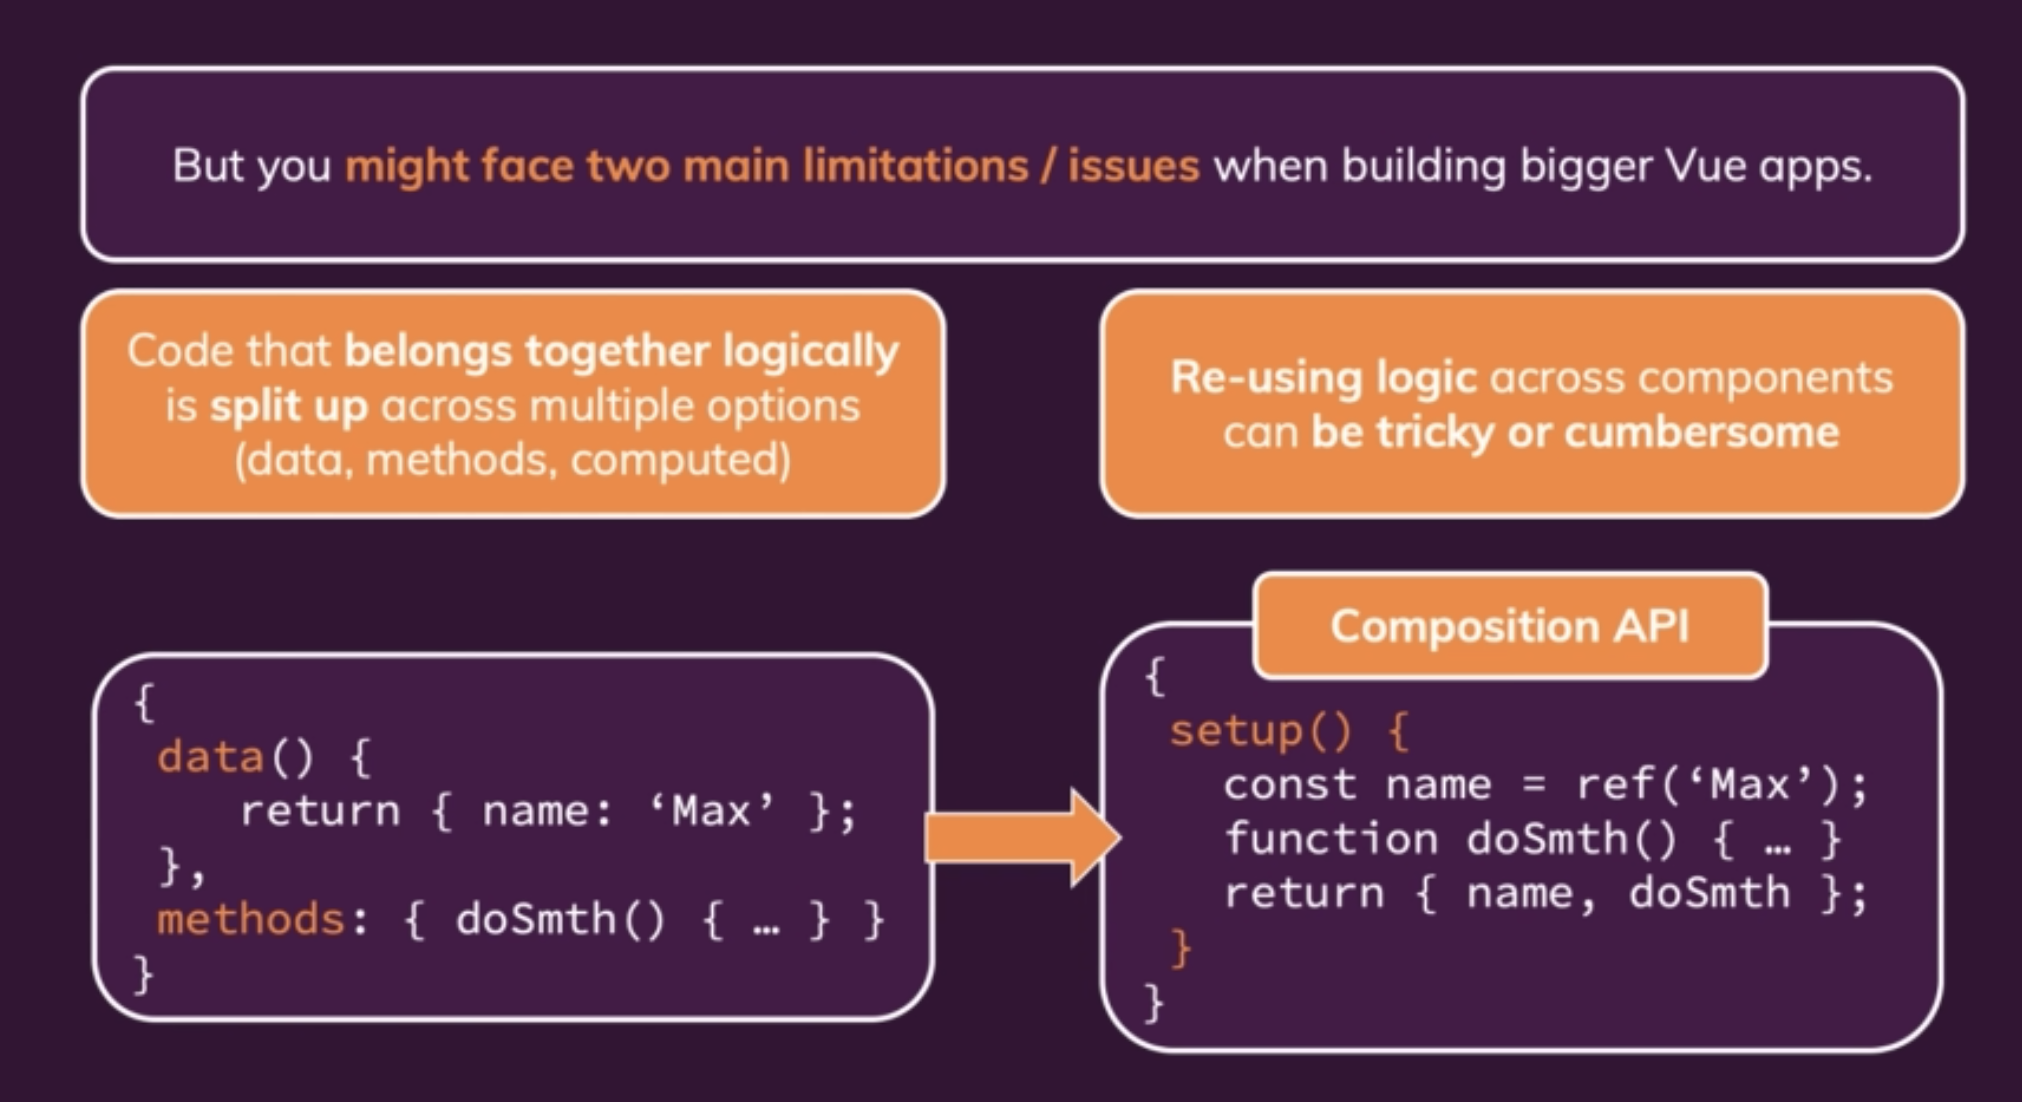 But you might face two main limitations / issues when building bigger Vue apps.
Code that belongs together logically
is split up across multiple options
(data, methods, computed)
Re-using logic across components
can be tricky or cumbersome
{
data() {
return { name: ‘Max’ };
},
methods: { doSmth() { … } }
}
Composition API
{
setup() {
const name = ref(‘Max’);
function doSmth() { … }
return { name, doSmth };
}
}